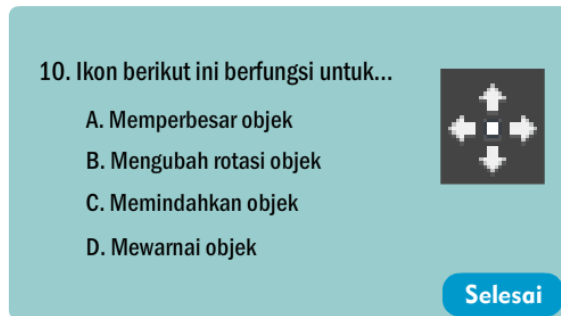 10. Ikon berikut ini berfungsi untuk...
A. Memperbesar objek
B. Mengubah rotasi objek
C. Memindahkan objek
D. Mewarnai objek
Selesai